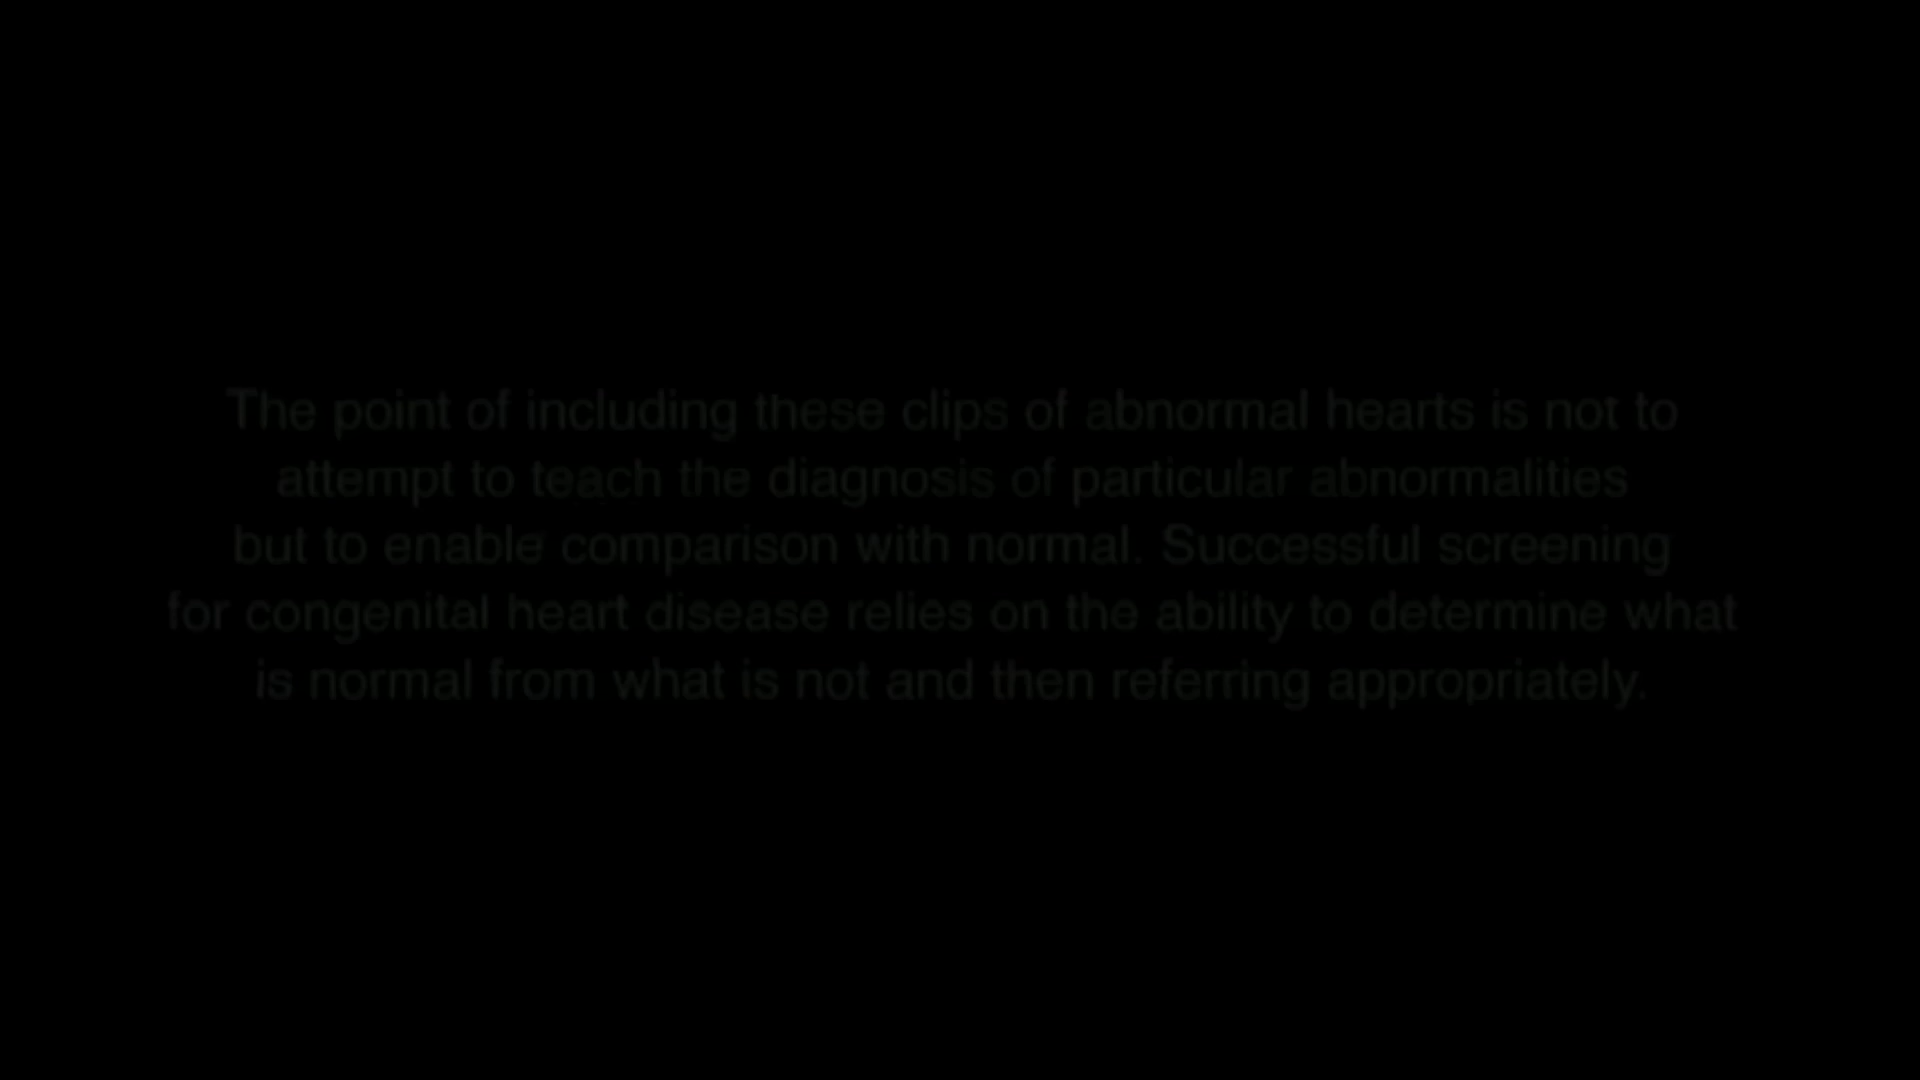 The point of including these clips of abnormal hearts is not to
attempt to teach the diagnosis of particular abnormalities
but to enable comparison with normal. Successful screening
for congenital heart disease relies on the ability to determine what
is normal from what is not and then referring appropriately.